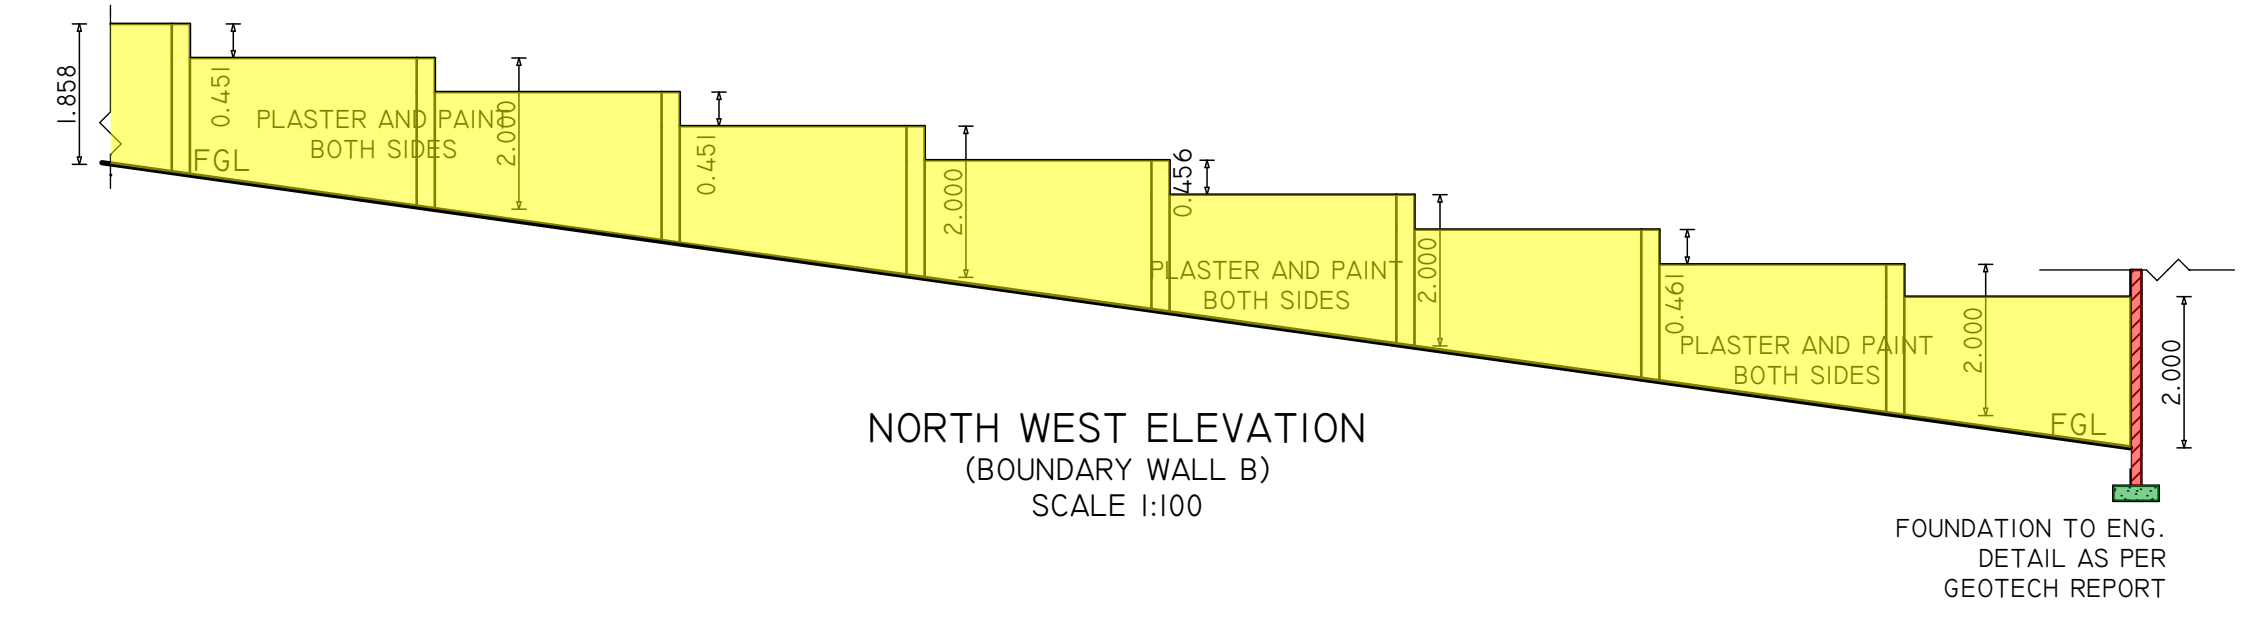 1.858
0.451
PLASTER AND PAINT
BOTH SIDES
FGL
2.000
0.451
2.000
0.456
PLASTER AND PAINT
BOTH SIDES
2.000
0.461
PLASTER AND PAINT
BOTH SIDES
2.000
FGL
2.000
NORTH WEST ELEVATION
(BOUNDARY WALL B)
SCALE 1:100
FOUNDATION TO ENG.
DETAIL AS PER
GEOTECH REPORT